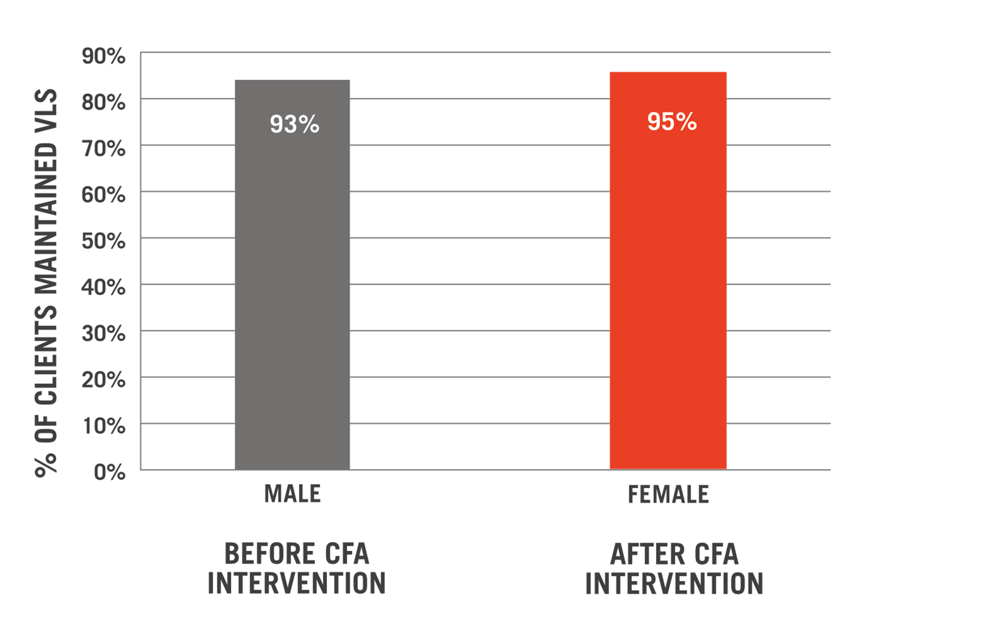 % OF CLIENTS MAINTAINED VLS
90%
80%
70%
60%
50%
40%
30%
20%
10%
0%
93%
95%
MALE
FEMALE
BEFORE CFA
INTERVENTION
AFTER CFA
INTERVENTION